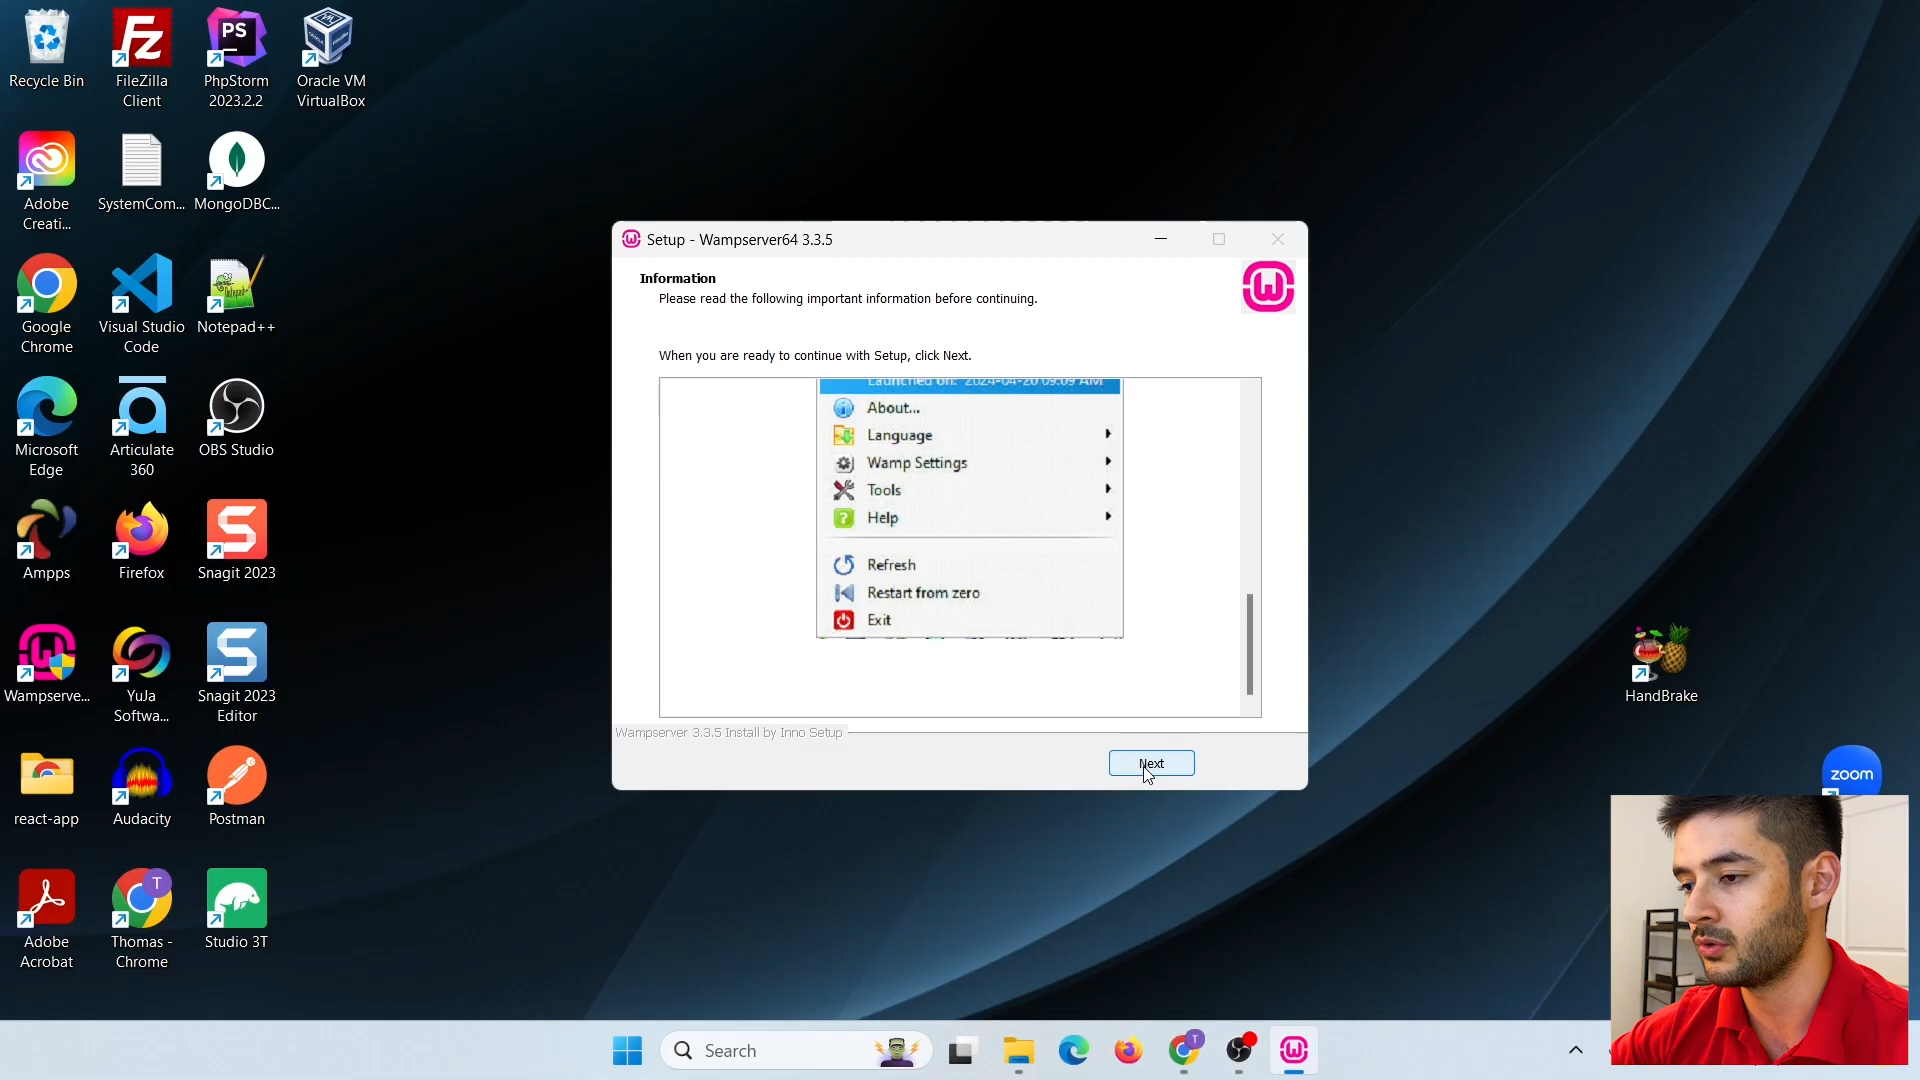 Recycle Bin
FileZilla
Client
PhpStorm
2023.2.2
Oracle VM
VirtualBox
Adobe
Creati...
SystemCom...
MongoDBC...
Google
Chrome
Visual Studio
Code
Notepad++
Microsoft
Edge
Articulate
360
OBS Studio
Ampps
Firefox
Snagit 2023
Wampserve...
YuJa
Softwa...
Snagit 2023
Editor
react-app
Audacity
Postman
Adobe
Acrobat
Thomas -
Chrome
Studio 3T
Setup - Wampserver64 3.3.5
Information
Please read the following important information before continuing.
When you are ready to continue with Setup, click Next.
Launched on: 2024-04-20 09:09 AM
About...
Language
Wamp Settings
Tools
Help
Refresh
Restart from zero
Exit
Wampserver 3.3.5 Install by Inno Setup
Next
HandBrake
zoom
Search